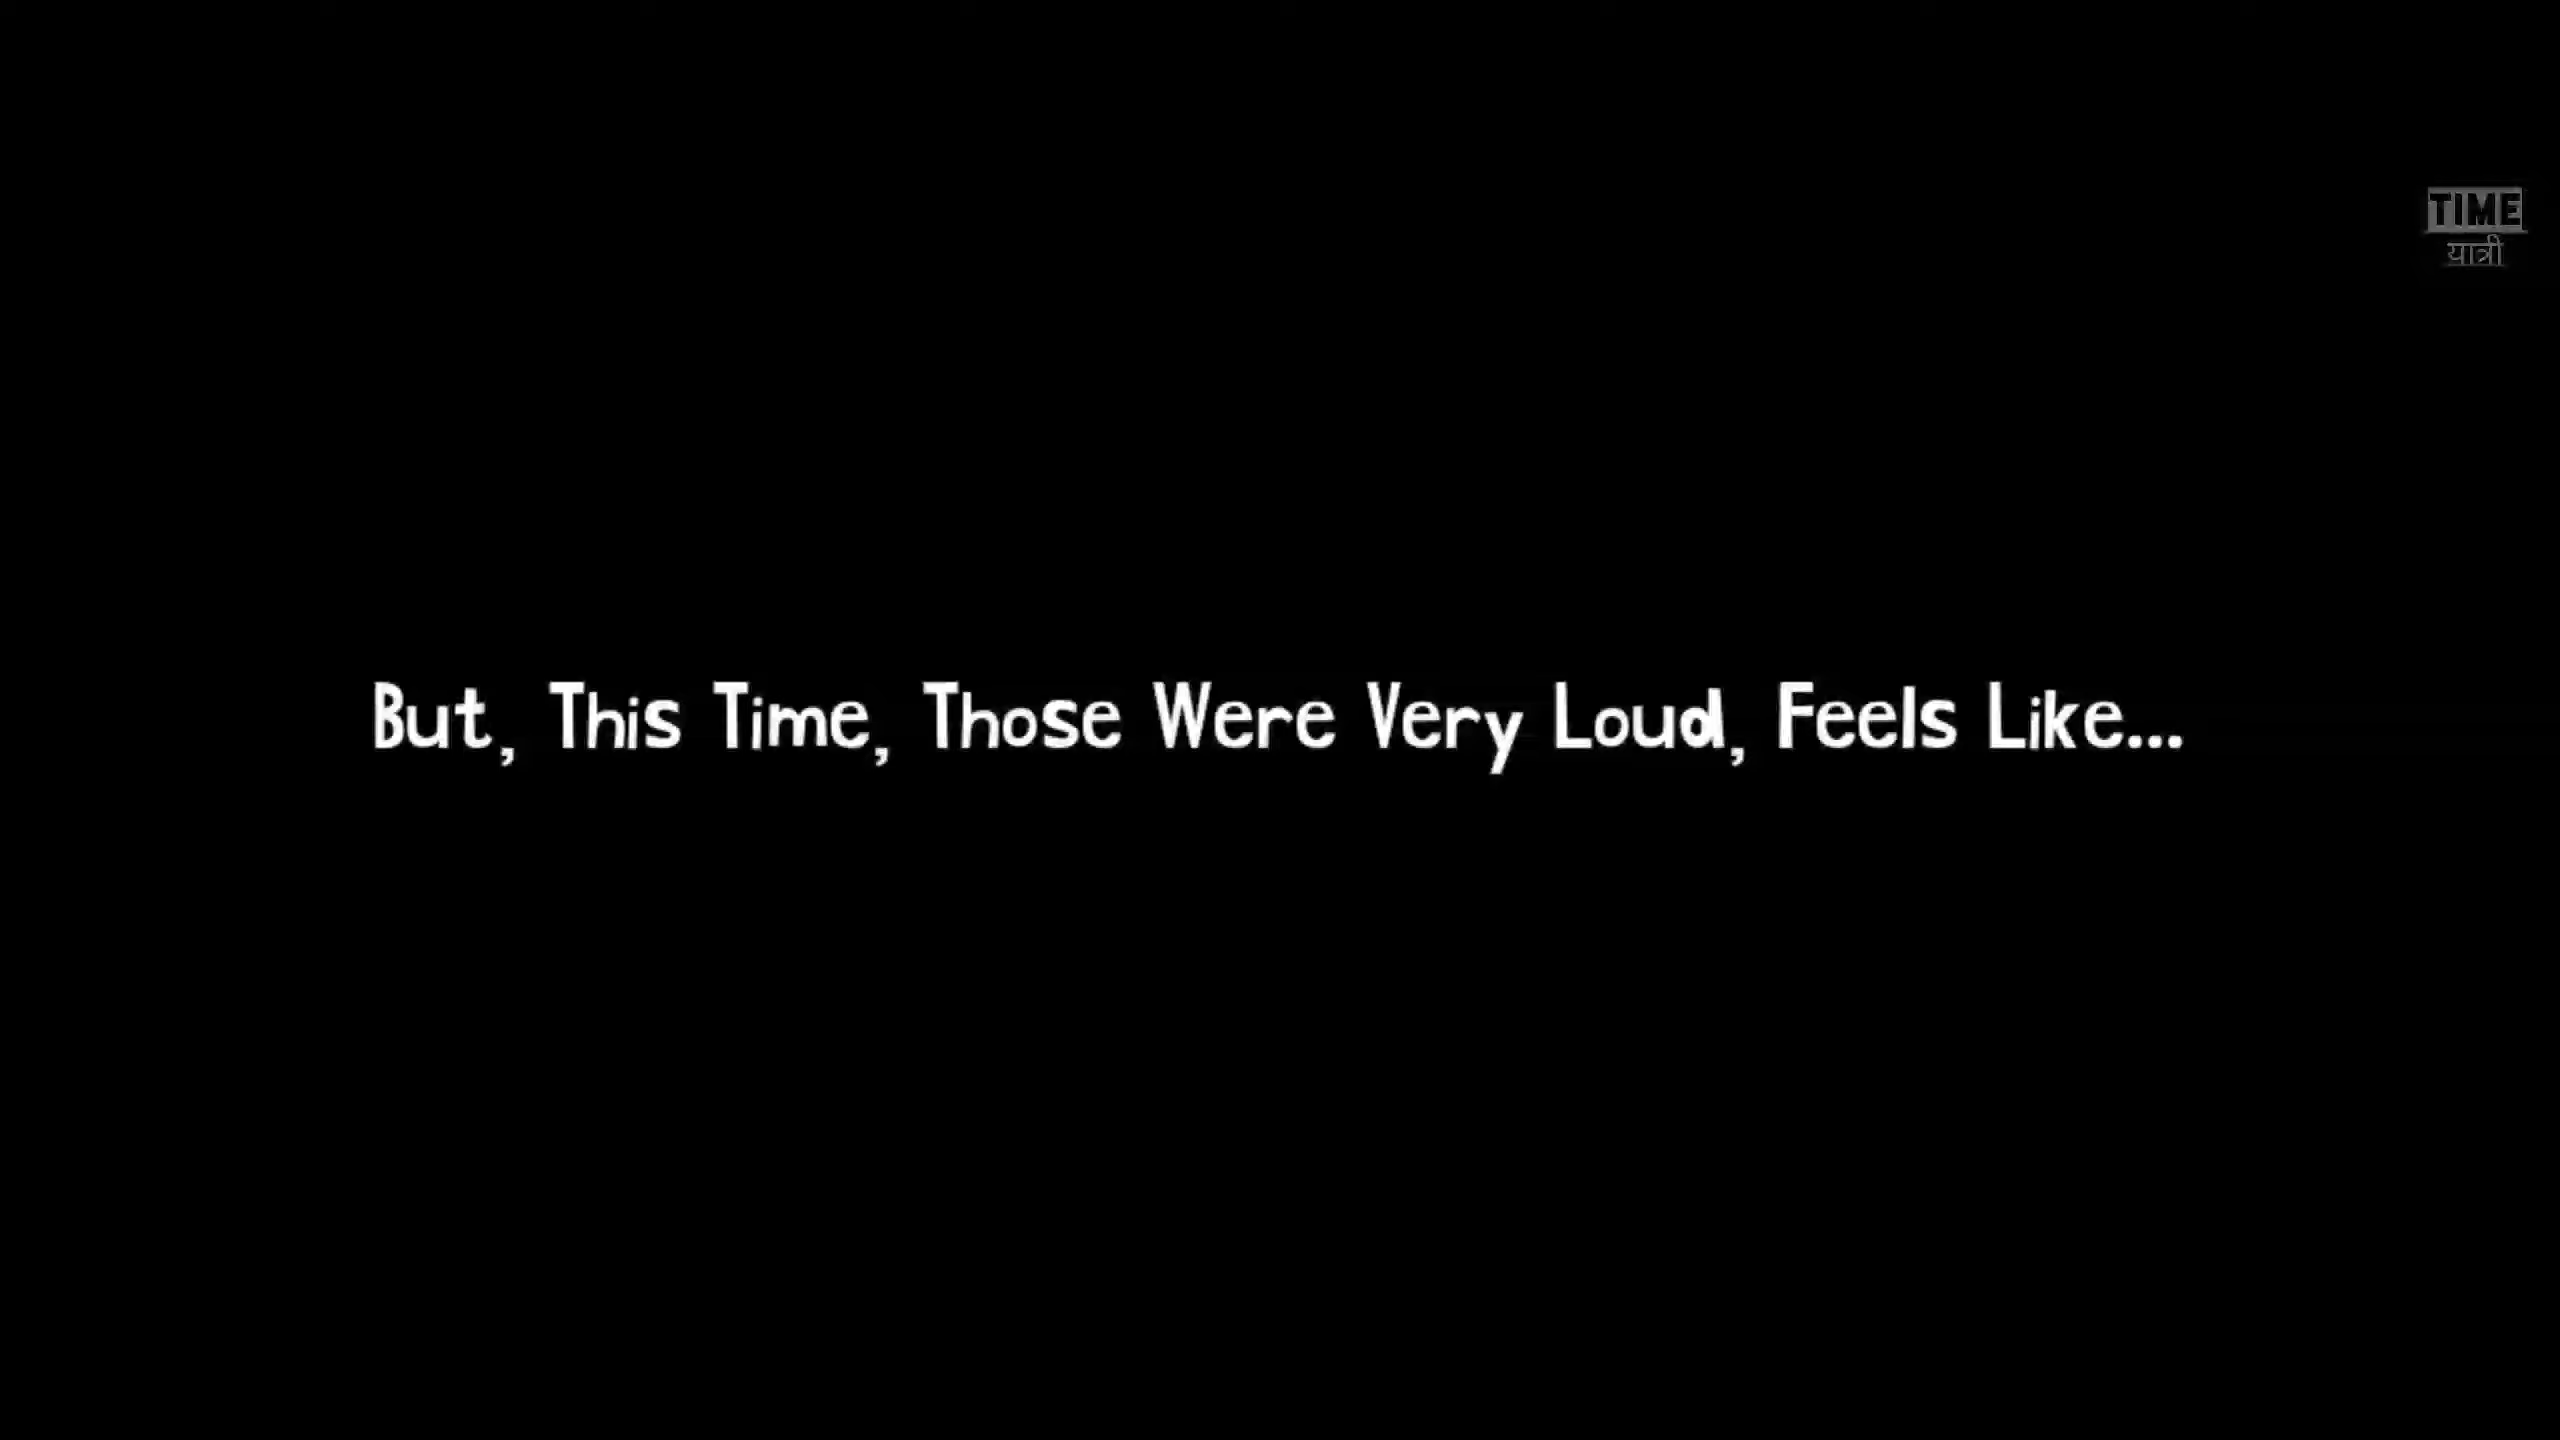 TIME
यात्री
But, This Time, Those Were Very Loud, Feels Like...